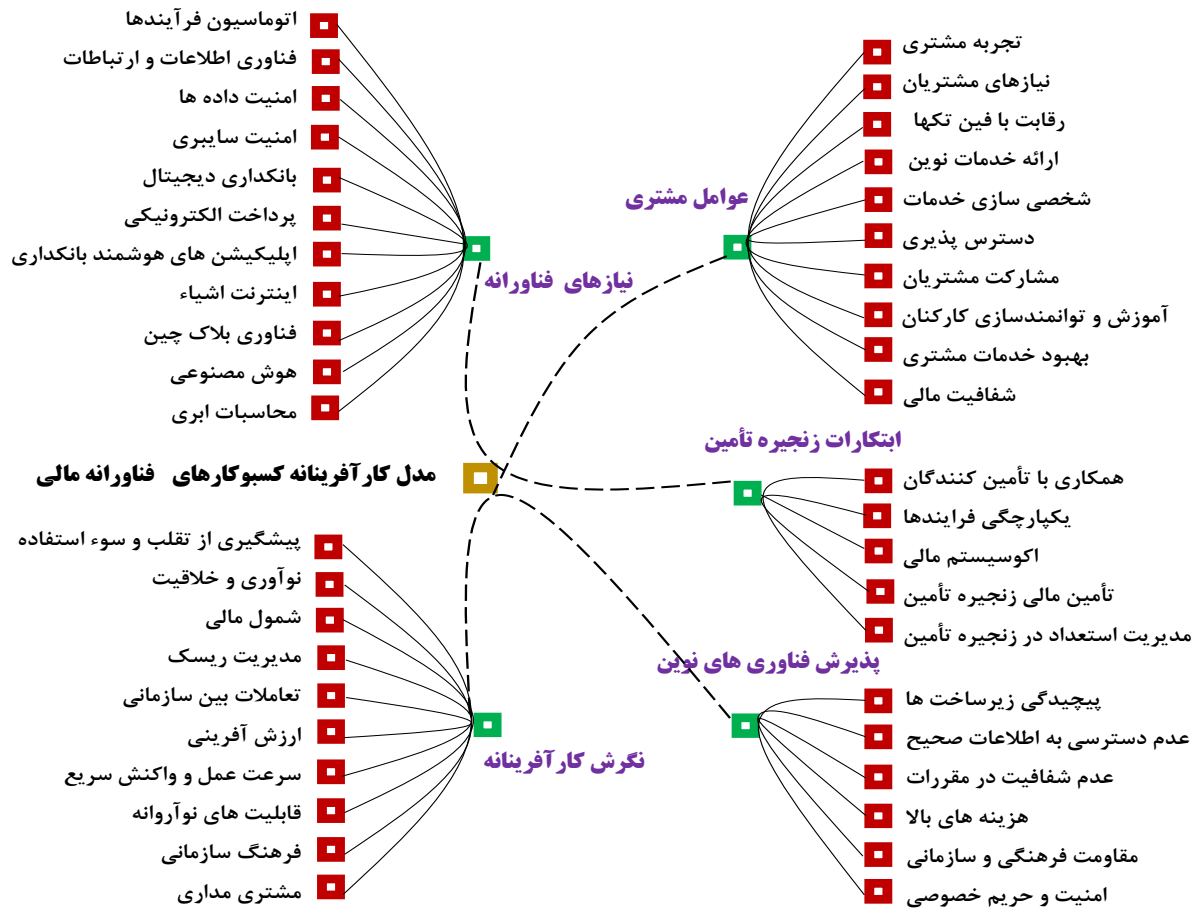 تجربه مشتری
نیازهای مشتریان
رقابت با فین تکها
ارائه خدمات نوین
شخصی سازی خدمات
عوامل مشتری
دسترس پذیری
مشارکت مشتریان
آموزش و توانمندسازی کارکنان
بهبود خدمات مشتری
شفافیت مالی
اتوماسیون فرآیندها
فناوری اطلاعات و ارتباطات
امنیت داده ها
امنیت سایبری
بانکداری دیجیتال
پرداخت الکترونیکی
اپلیکیشن های هوشمند بانکداری
نیازهای فناورانه
اینترنت اشیاء
فناوری بلاک چین
هوش مصنوعی
محاسبات ابری
ابتکارات زنجیره تأمین
همکاری با تأمین کنندگان
یکپارچگی فرایندها
اکوسیستم مالی
تأمین مالی زنجیره تأمین
مدیریت استعداد در زنجیره تأمین
مدل کارآفرینانه کسبوکارهای فناورانه مالی
پذیرش فناوری های نوین
پیچیدگی زیرساخت ها
عدم دسترسی به اطلاعات صحیح
عدم شفافیت در مقررات
هزینه های بالا
مقاومت فرهنگی و سازمانی
امنیت و حریم خصوصی
پیشگیری از تقلب و سوء استفاده
نوآوری و خلاقیت
شمول مالی
مدیریت ریسک
تعاملات بین سازمانی
ارزش آفرینی
نگرش کارآفرینانه
سرعت عمل و واکنش سریع
قابلیت های نوآروانه
فرهنگ سازمانی
مشتری مداری